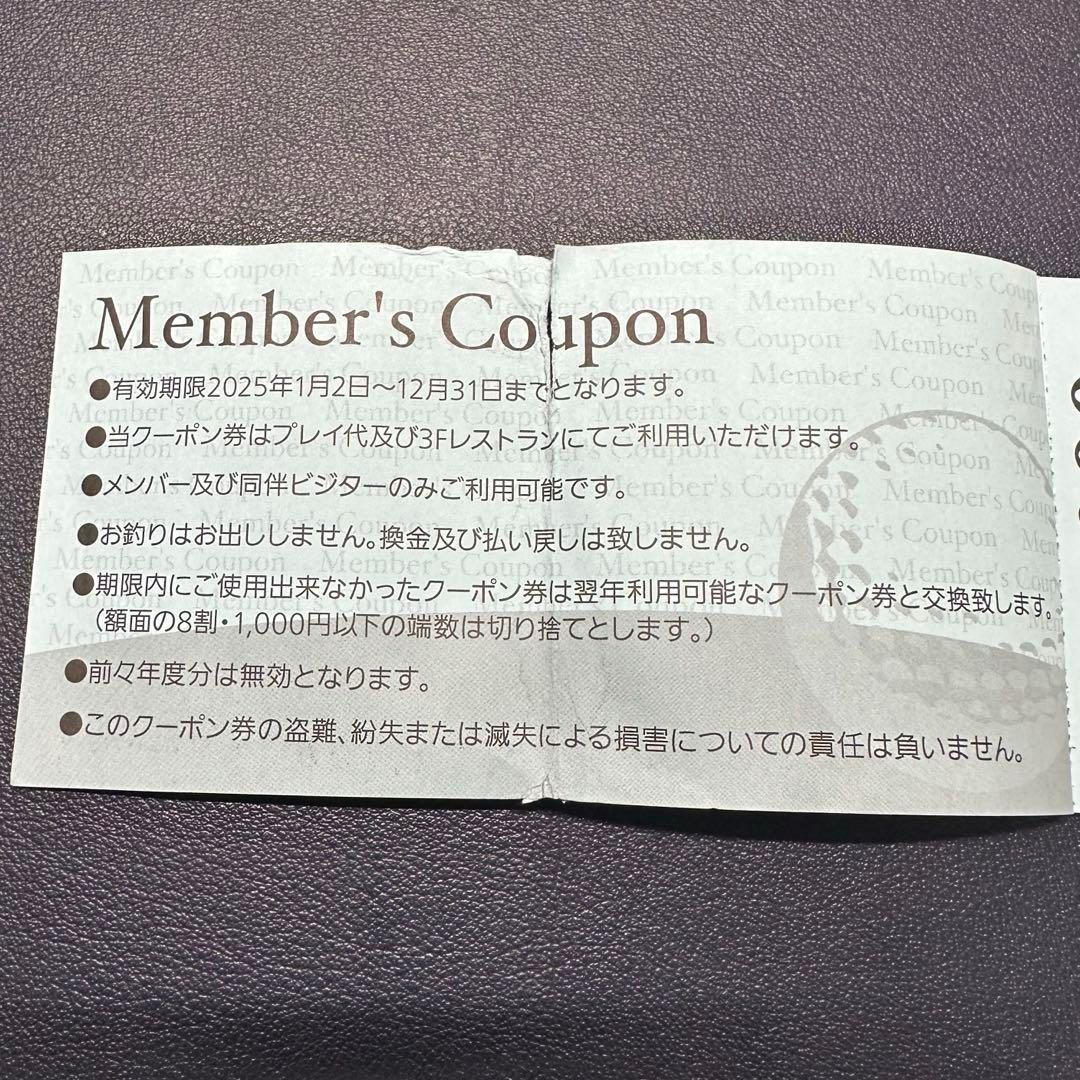 Member's Coupon
●有効期限2025年1月2日～12月31日までとなります。
●当クーポン券はプレイ代及び3Fレストランにてご利用いただけます。
●メンバー及び同伴ビジターのみご利用可能です。
●お釣りはお出ししません。換金及び払い戻しは致しません。
●期限内にご使用出来なかったクーポン券は翌年利用可能なクーポン券と交換致します。
（額面の8割・1,000円以下の端数は切り捨てとします。）
●前々年度分は無効となります。
●このクーポン券の盗難、紛失または滅失による損害についての責任は負いません。